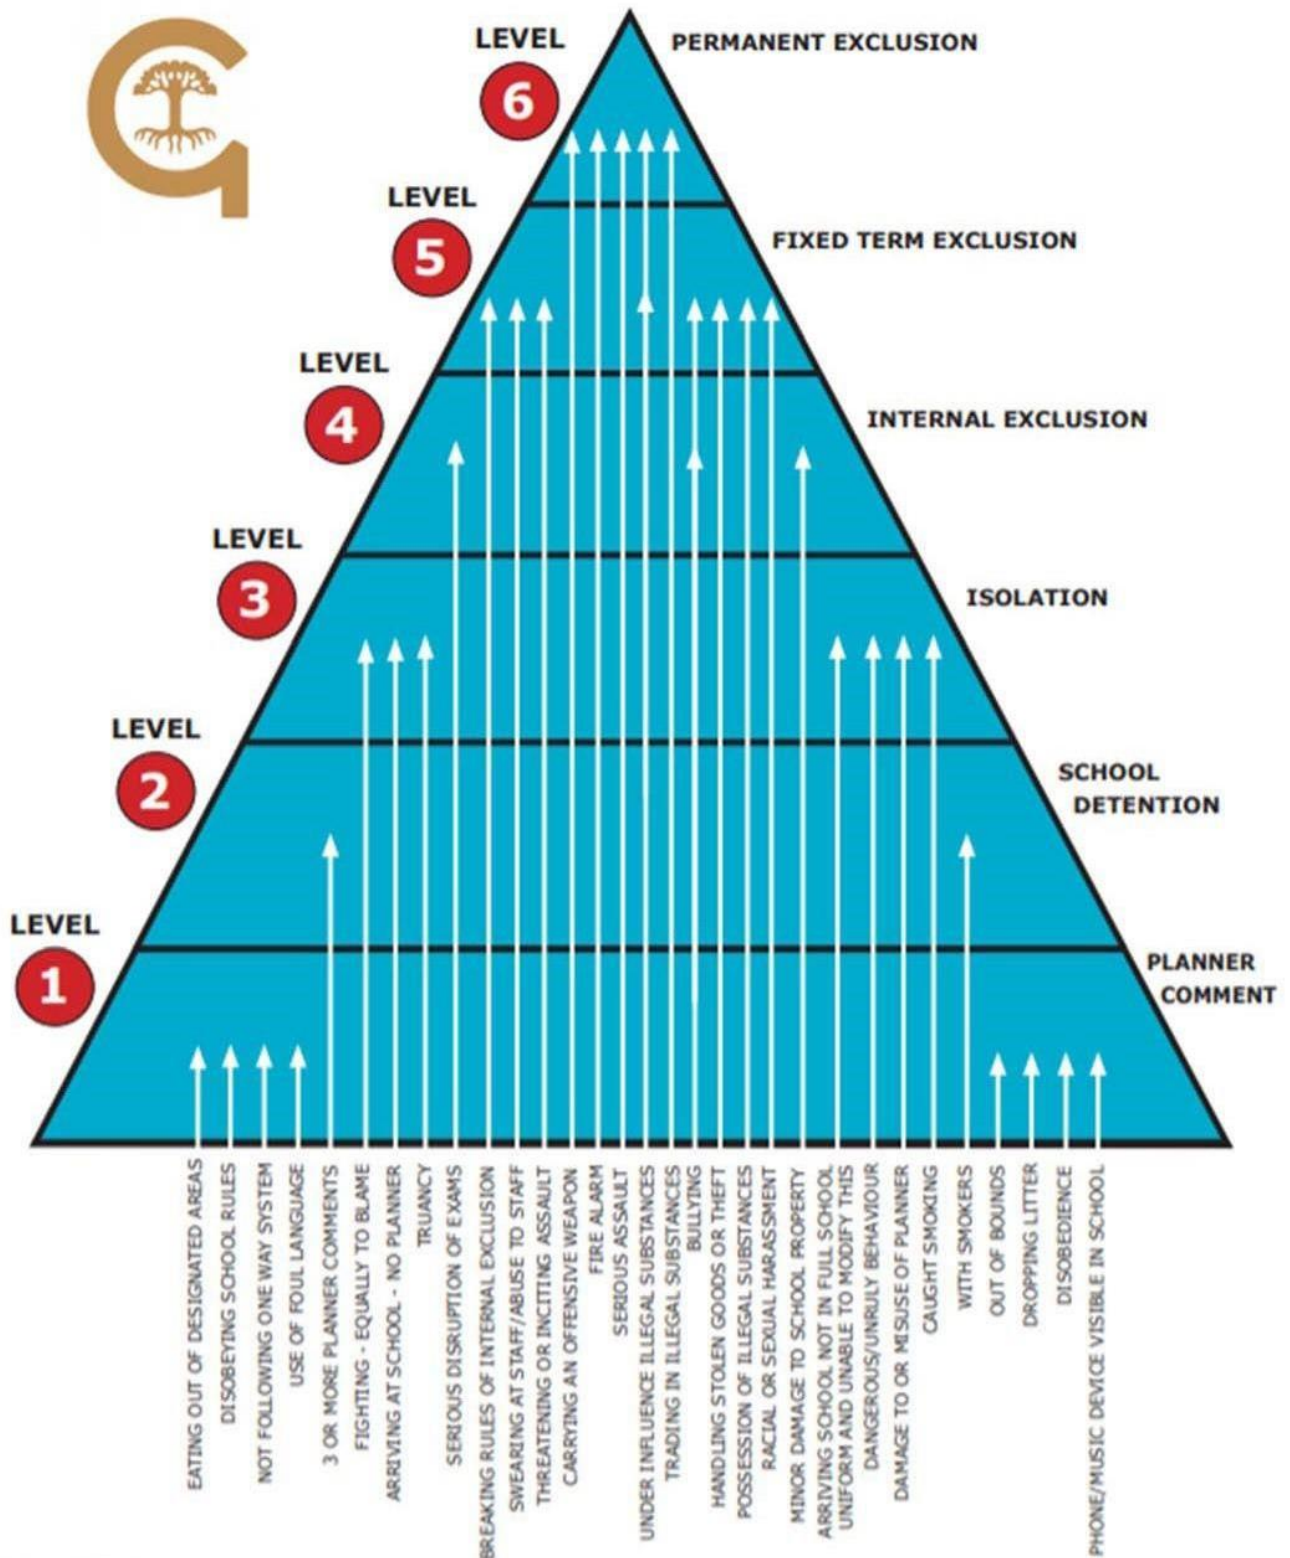 LEVEL
6
PERMANENT EXCLUSION
LEVEL
5
FIXED TERM EXCLUSION
LEVEL
4
INTERNAL EXCLUSION
LEVEL
3
ISOLATION
LEVEL
2
SCHOOL
DETENTION
LEVEL
1
PLANNER
COMMENT
EATING OUT OF DESIGNATED AREAS
DISOBEYING SCHOOL RULES
NOT FOLLOWING ONE WAY SYSTEM
USE OF FOUL LANGUAGE
3 OR MORE PLANNER COMMENTS
FIGHTING - EQUALLY TO BLAME
ARRIVING AT SCHOOL - NO PLANNER
TRUANCY
SERIOUS DISRUPTION OF EXAMS
BREAKING RULES OF INTERNAL EXCLUSION
SWEARING AT STAFF/ABUSE TO STAFF
THREATENING OR INCITING ASSAULT
CARRYING AN OFFENSIVE WEAPON
FIRE ALARM
SERIOUS ASSAULT
UNDER INFLUENCE ILLEGAL SUBSTANCES
TRADING IN ILLEGAL SUBSTANCES
BULLYING
HANDLING STOLEN GOODS OR THEFT
POSSESSION OF ILLEGAL SUBSTANCES
RACIAL OR SEXUAL HARASSMENT
MINOR DAMAGE TO SCHOOL PROPERTY
ARRIVING SCHOOL NOT IN FULL SCHOOL
UNIFORM AND UNABLE TO MODIFY THIS
DANGEROUS/UNRULY BEHAVIOUR
DAMAGE TO OR MISUSE OF PLANNER
CAUGHT SMOKING
WITH SMOKERS
OUT OF BOUNDS
DROPPING LITTER
DISOBEDIENCE
PHONE/MUSIC DEVICE VISIBLE IN SCHOOL